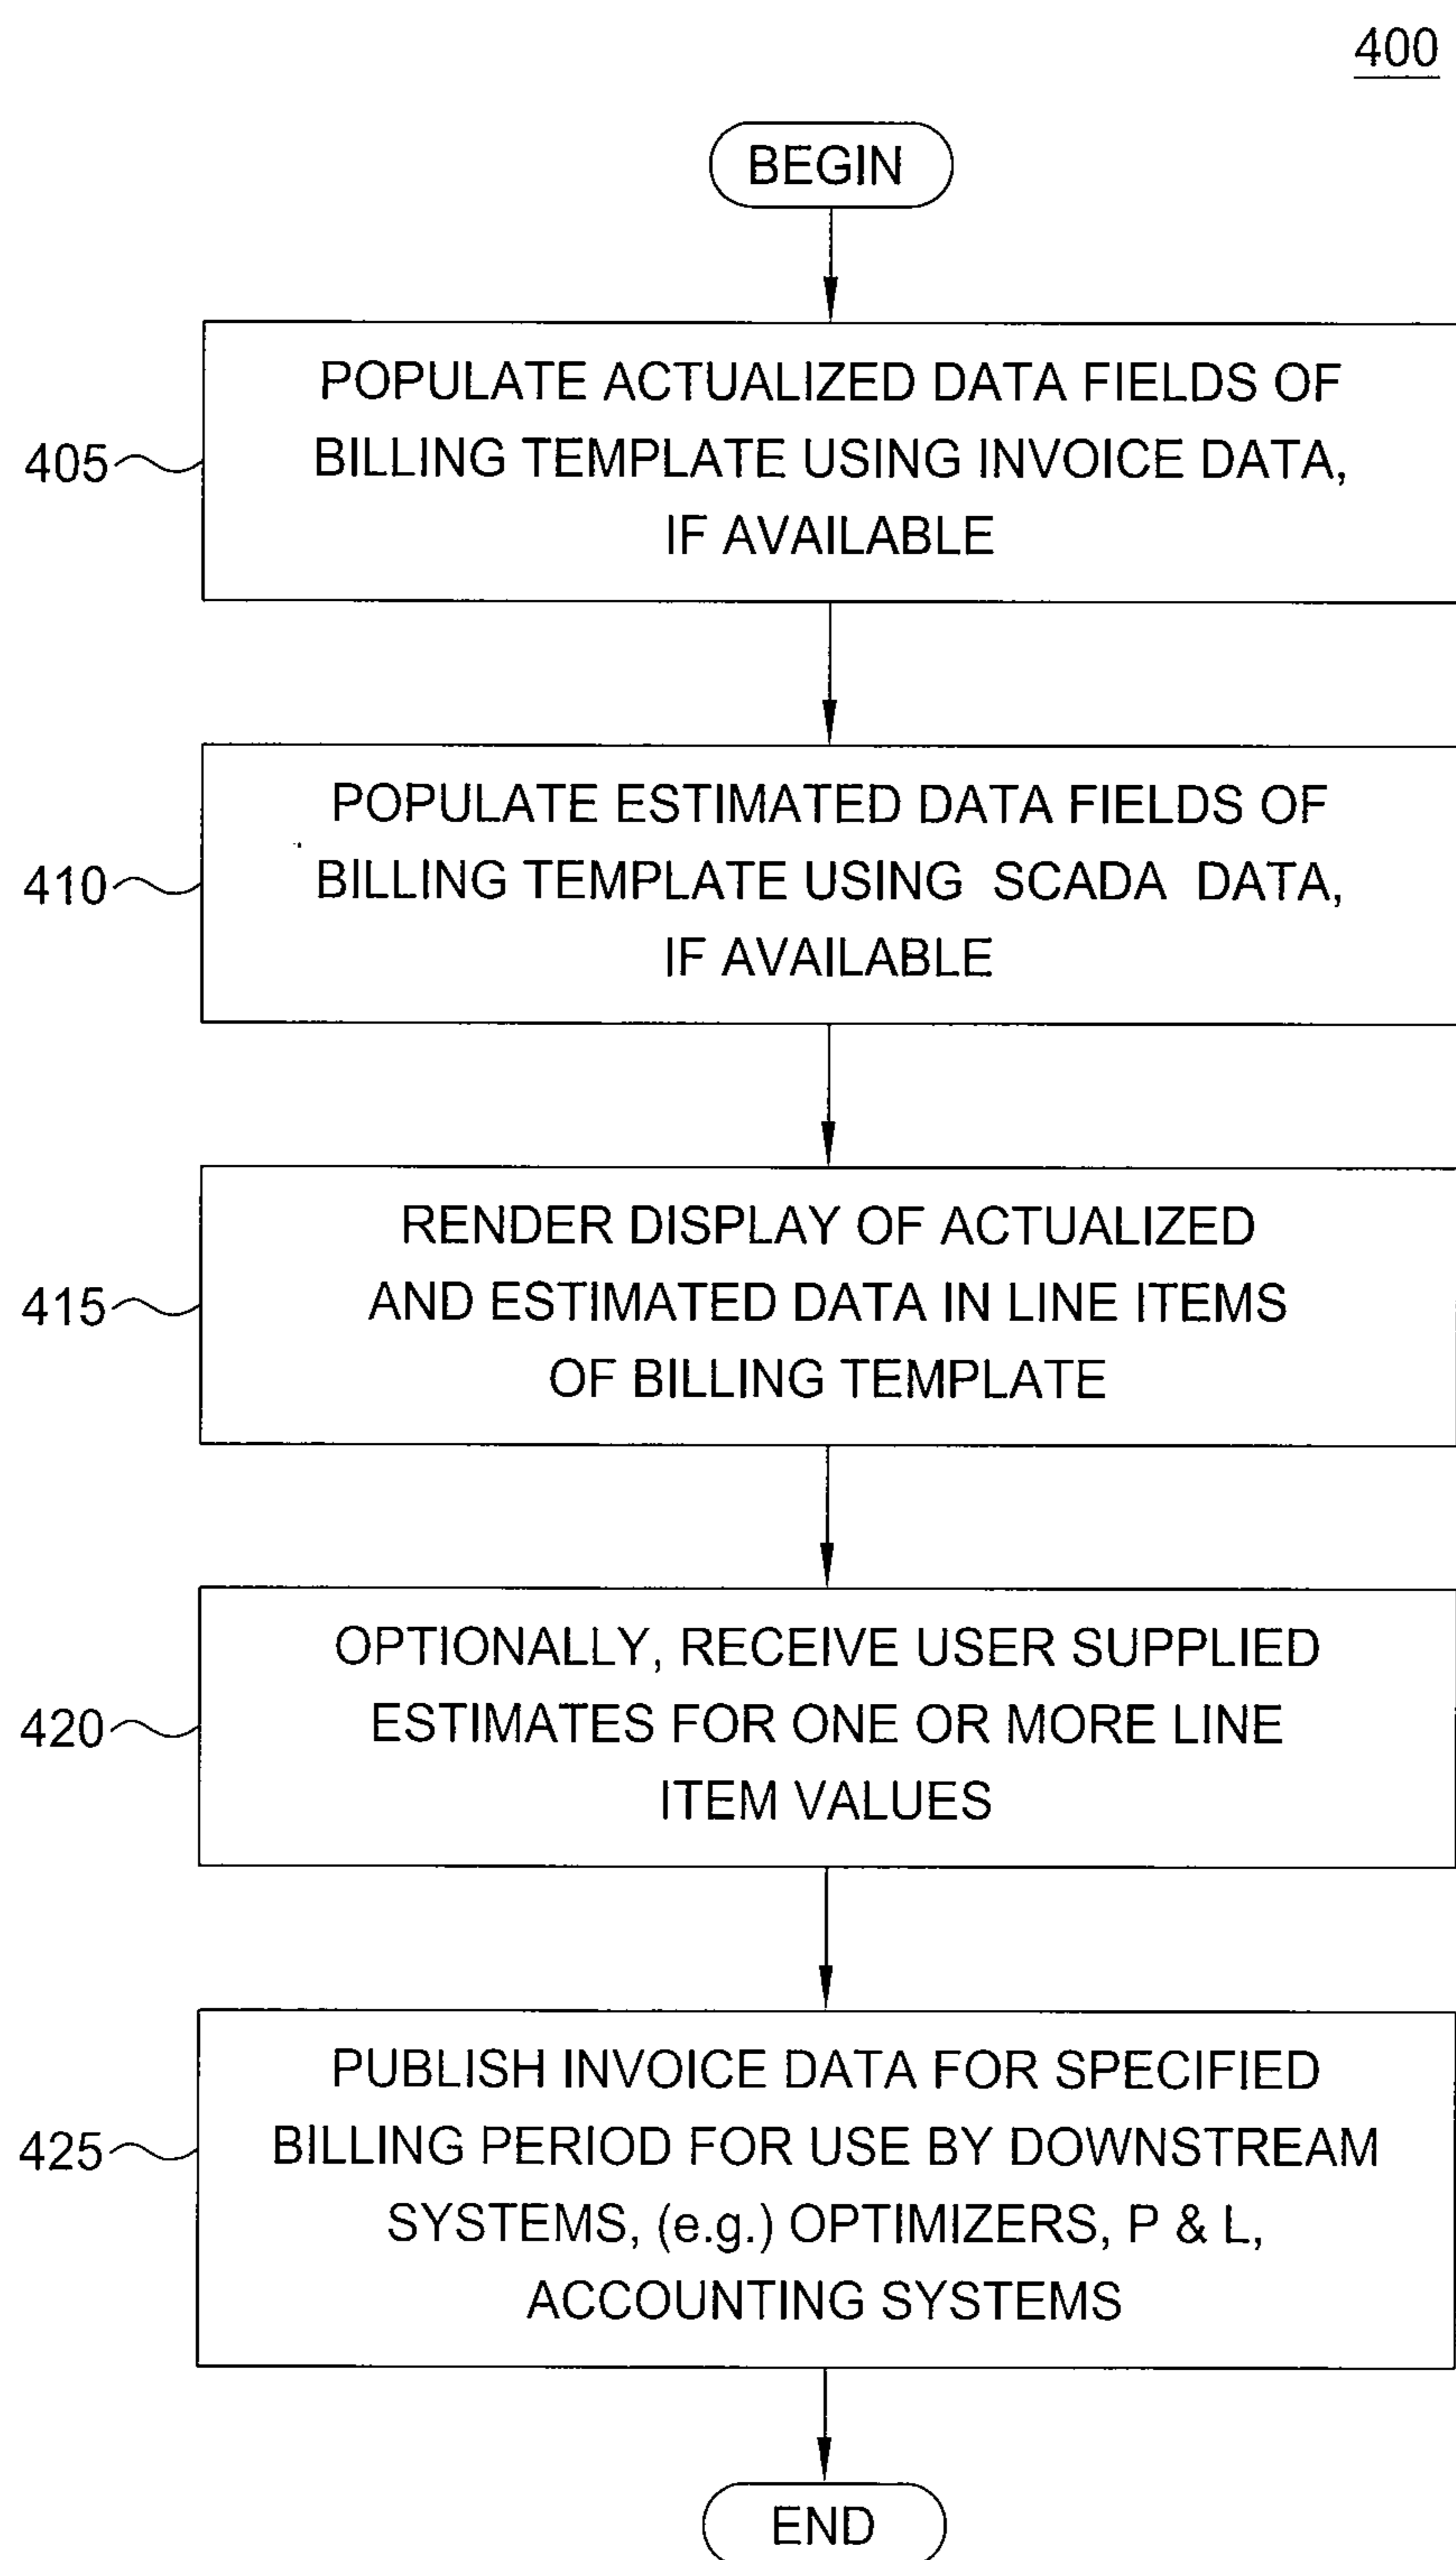 400
BEGIN
405
POPULATE ACTUALIZED DATA FIELDS OF
BILLING TEMPLATE USING INVOICE DATA,
IF AVAILABLE
410
POPULATE ESTIMATED DATA FIELDS OF
BILLING TEMPLATE USING SCADA DATA,
IF AVAILABLE
415
RENDER DISPLAY OF ACTUALIZED
AND ESTIMATED DATA IN LINE ITEMS
OF BILLING TEMPLATE
420
OPTIONALLY, RECEIVE USER SUPPLIED
ESTIMATES FOR ONE OR MORE LINE
ITEM VALUES
425
PUBLISH INVOICE DATA FOR SPECIFIED
BILLING PERIOD FOR USE BY DOWNSTREAM
SYSTEMS, (e.g.) OPTIMIZERS, P & L,
ACCOUNTING SYSTEMS
END